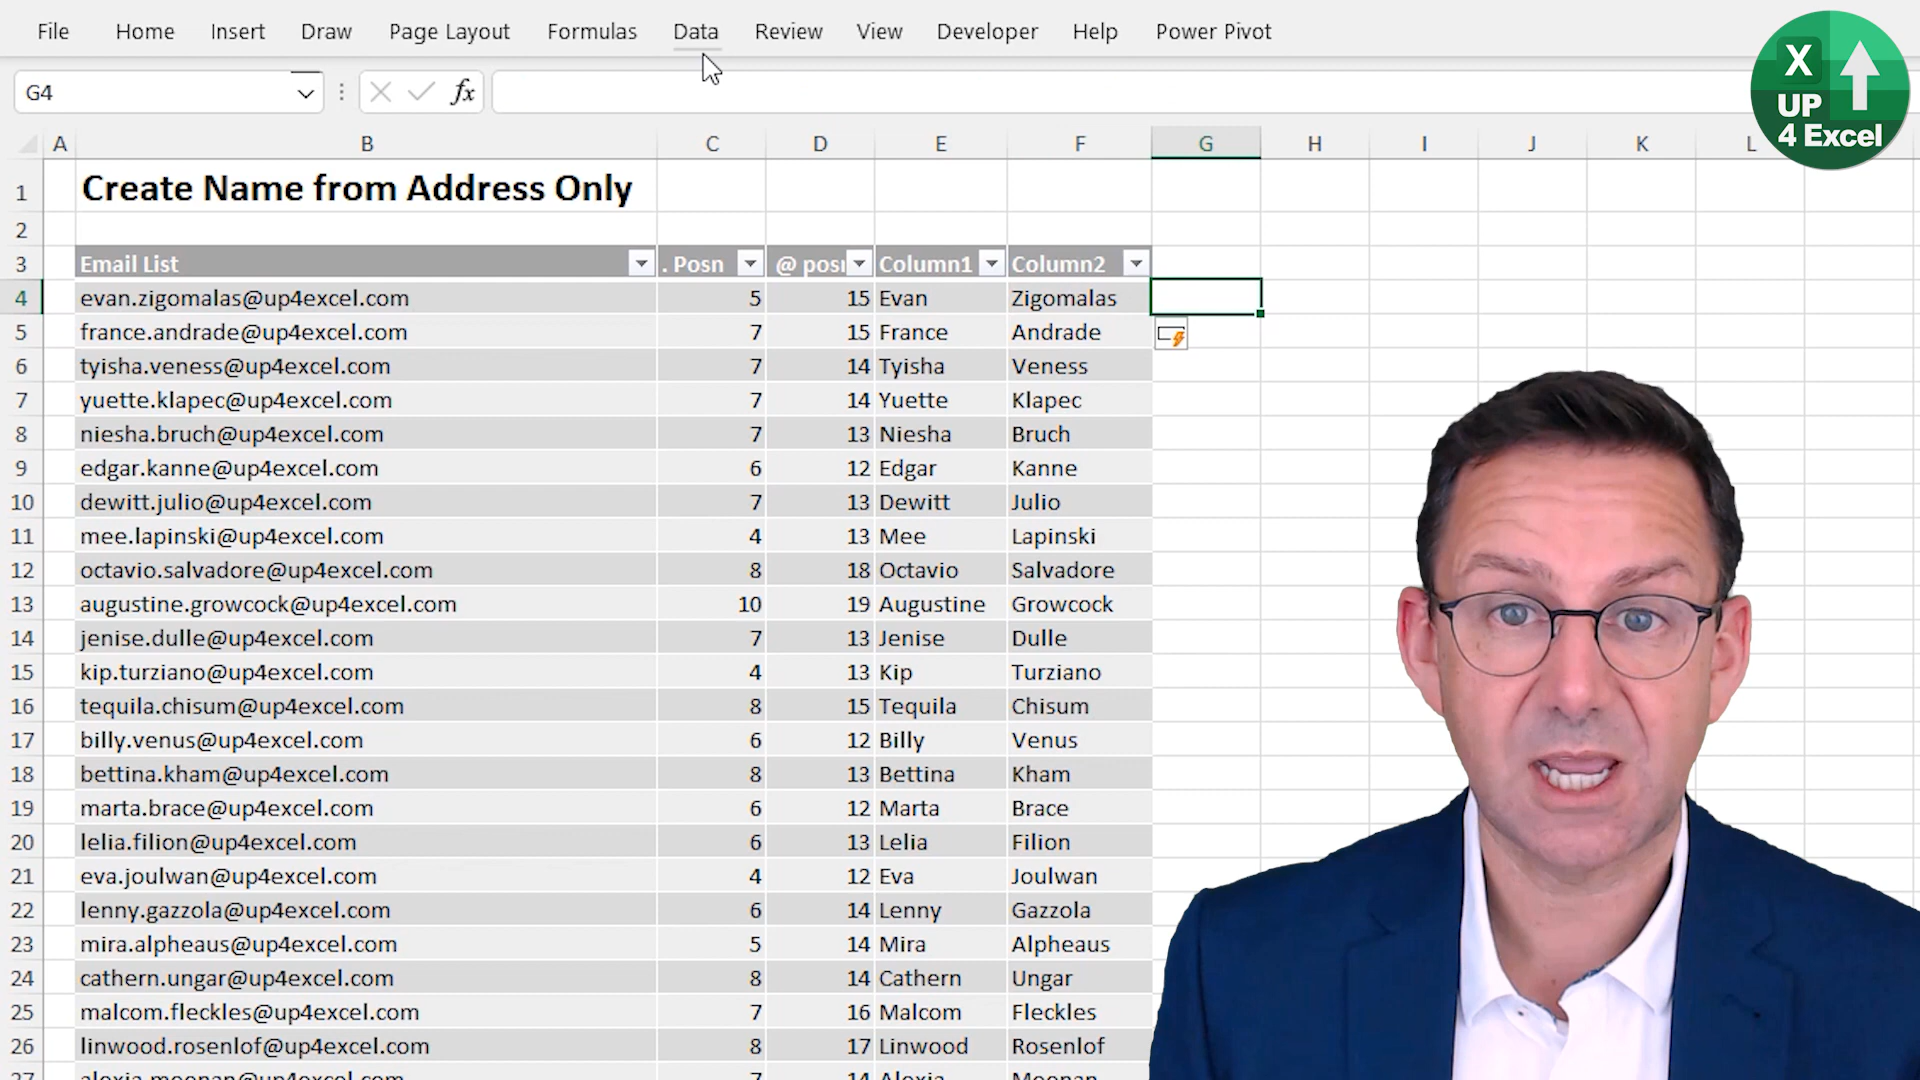 File Home Insert Draw Page Layout Formulas Data Review View Developer Help Power Pivot
G4 fx
X
UP
4 Excel
A B C D E F G H I J K L
1 Create Name from Address Only
2
3 Email List . Posn @ posn Column1 Column2
4 evan.zigomalas@up4excel.com 5 15 Evan Zigomalas
5 france.andrade@up4excel.com 7 15 France Andrade
6 tyisha.veness@up4excel.com 7 14 Tyisha Veness
7 yuette.klapec@up4excel.com 7 14 Yuette Klapec
8 niesha.bruch@up4excel.com 7 13 Niesha Bruch
9 edgar.kanne@up4excel.com 6 12 Edgar Kanne
10 dewitt.julio@up4excel.com 7 13 Dewitt Julio
11 mee.lapinski@up4excel.com 4 13 Mee Lapinski
12 octavio.salvadore@up4excel.com 8 18 Octavio Salvadore
13 augustine.growcock@up4excel.com 10 19 Augustine Growcock
14 jenise.dulle@up4excel.com 7 13 Jenise Dulle
15 kip.turziano@up4excel.com 4 13 Kip Turziano
16 tequila.chisum@up4excel.com 8 15 Tequila Chisum
17 billy.venus@up4excel.com 6 12 Billy Venus
18 bettina.kham@up4excel.com 8 13 Bettina Kham
19 marta.brace@up4excel.com 6 12 Marta Brace
20 lelia.filion@up4excel.com 6 13 Lelia Filion
21 eva.joulwan@up4excel.com 4 12 Eva Joulwan
22 lenny.gazzola@up4excel.com 6 14 Lenny Gazzola
23 mira.alpheaus@up4excel.com 5 14 Mira Alpheaus
24 cathern.ungar@up4excel.com 8 14 Cathern Ungar
25 malcom.fleckles@up4excel.com 7 16 Malcom Fleckles
26 linwood.rosenlof@up4excel.com 8 17 Linwood Rosenlof